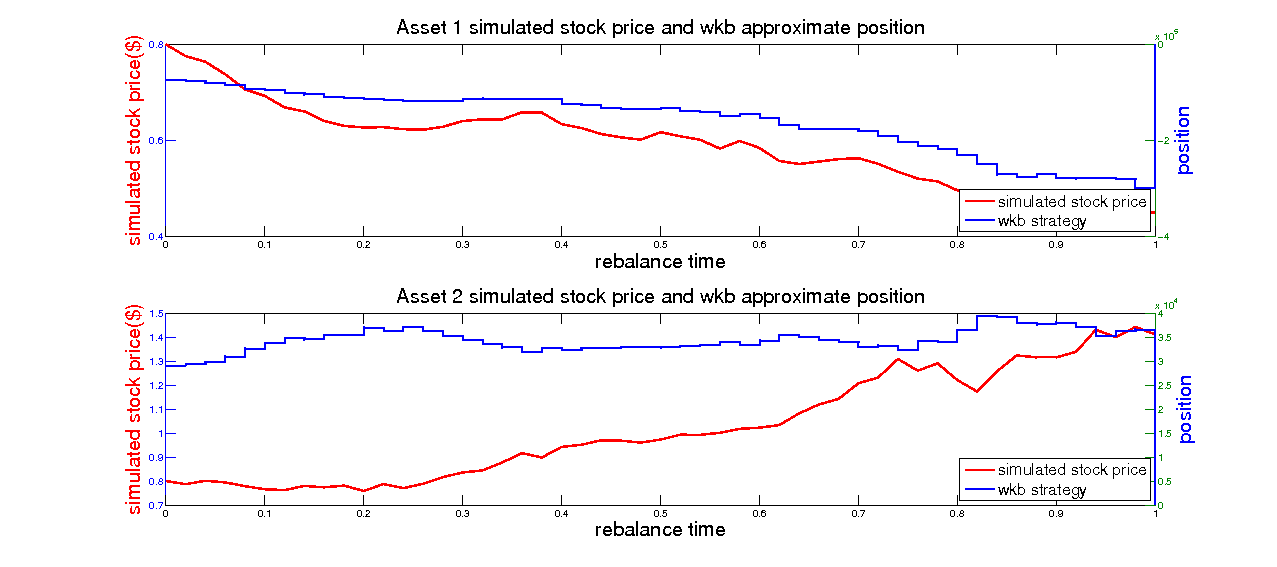 Asset 1 simulated stock price and wkb approximate position
x 10
simulated stock price($)
0.8
0.6
0.4
0
-2
-4
position
simulated stock price
wkb strategy
0 0.1 0.2 0.3 0.4 0.5 0.6 0.7 0.8 0.9 1
rebalance time
Asset 2 simulated stock price and wkb approximate position
x 10^4
simulated stock price($)
1.5
1.4
1.3
1.2
1.1
1
0.9
0.8
0.7
4
3.5
3
2.5
2
1.5
1
0.5
0
position
simulated stock price
wkb strategy
0 0.1 0.2 0.3 0.4 0.5 0.6 0.7 0.8 0.9 1
rebalance time